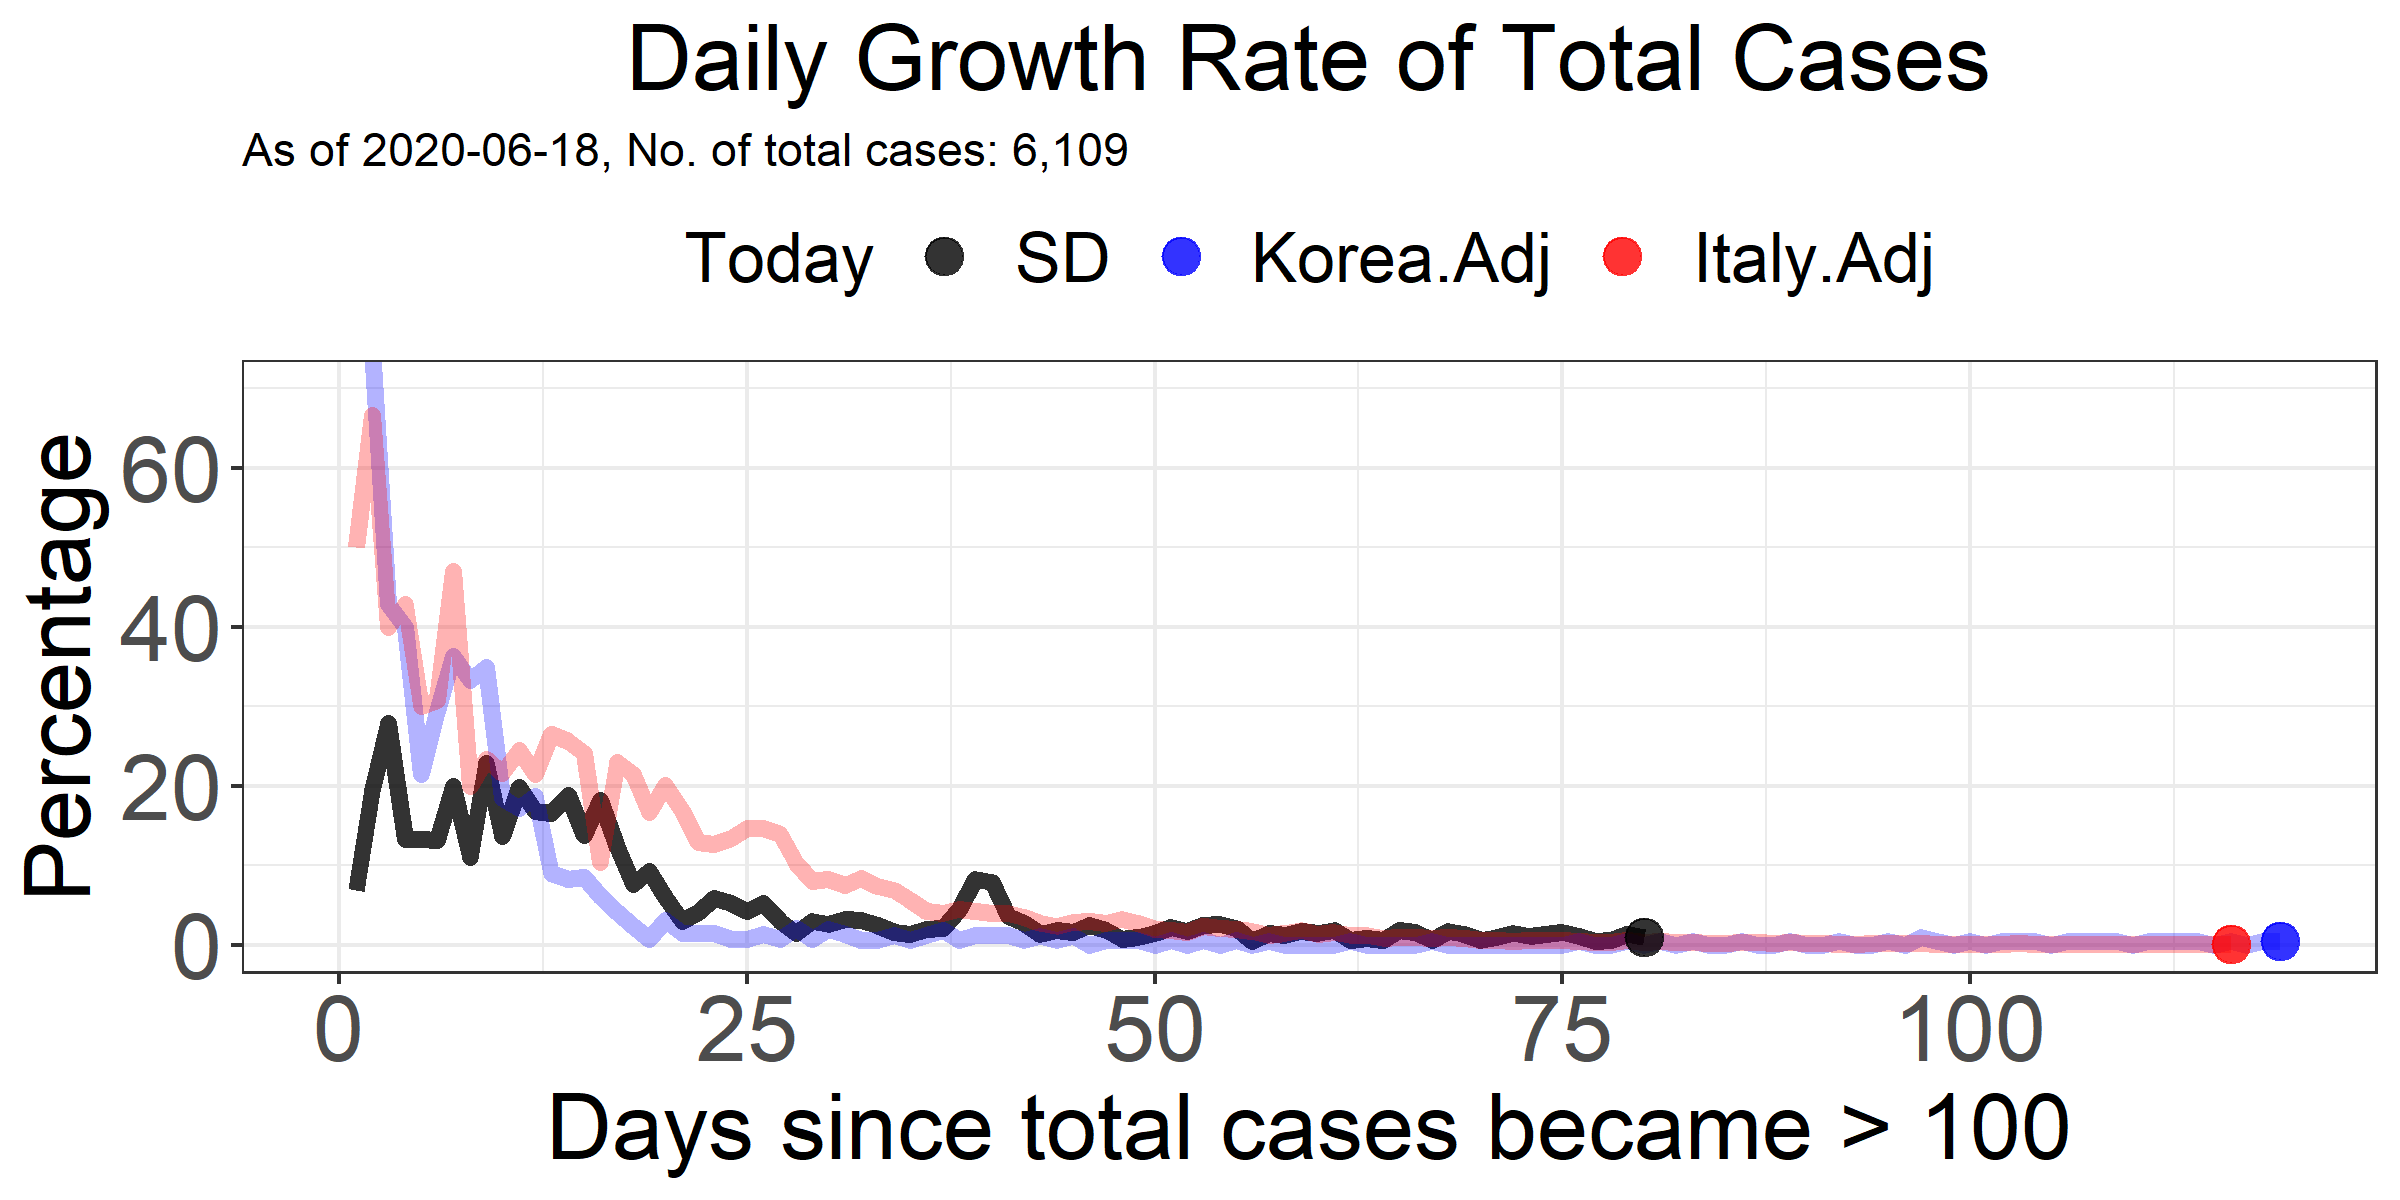 Daily Growth Rate of Total Cases
As of 2020-06-18, No. of total cases: 6,109
Today SD Korea.Adj Italy.Adj
Percentage
60
40
20
0
0 25 50 75 100
Days since total cases became > 100